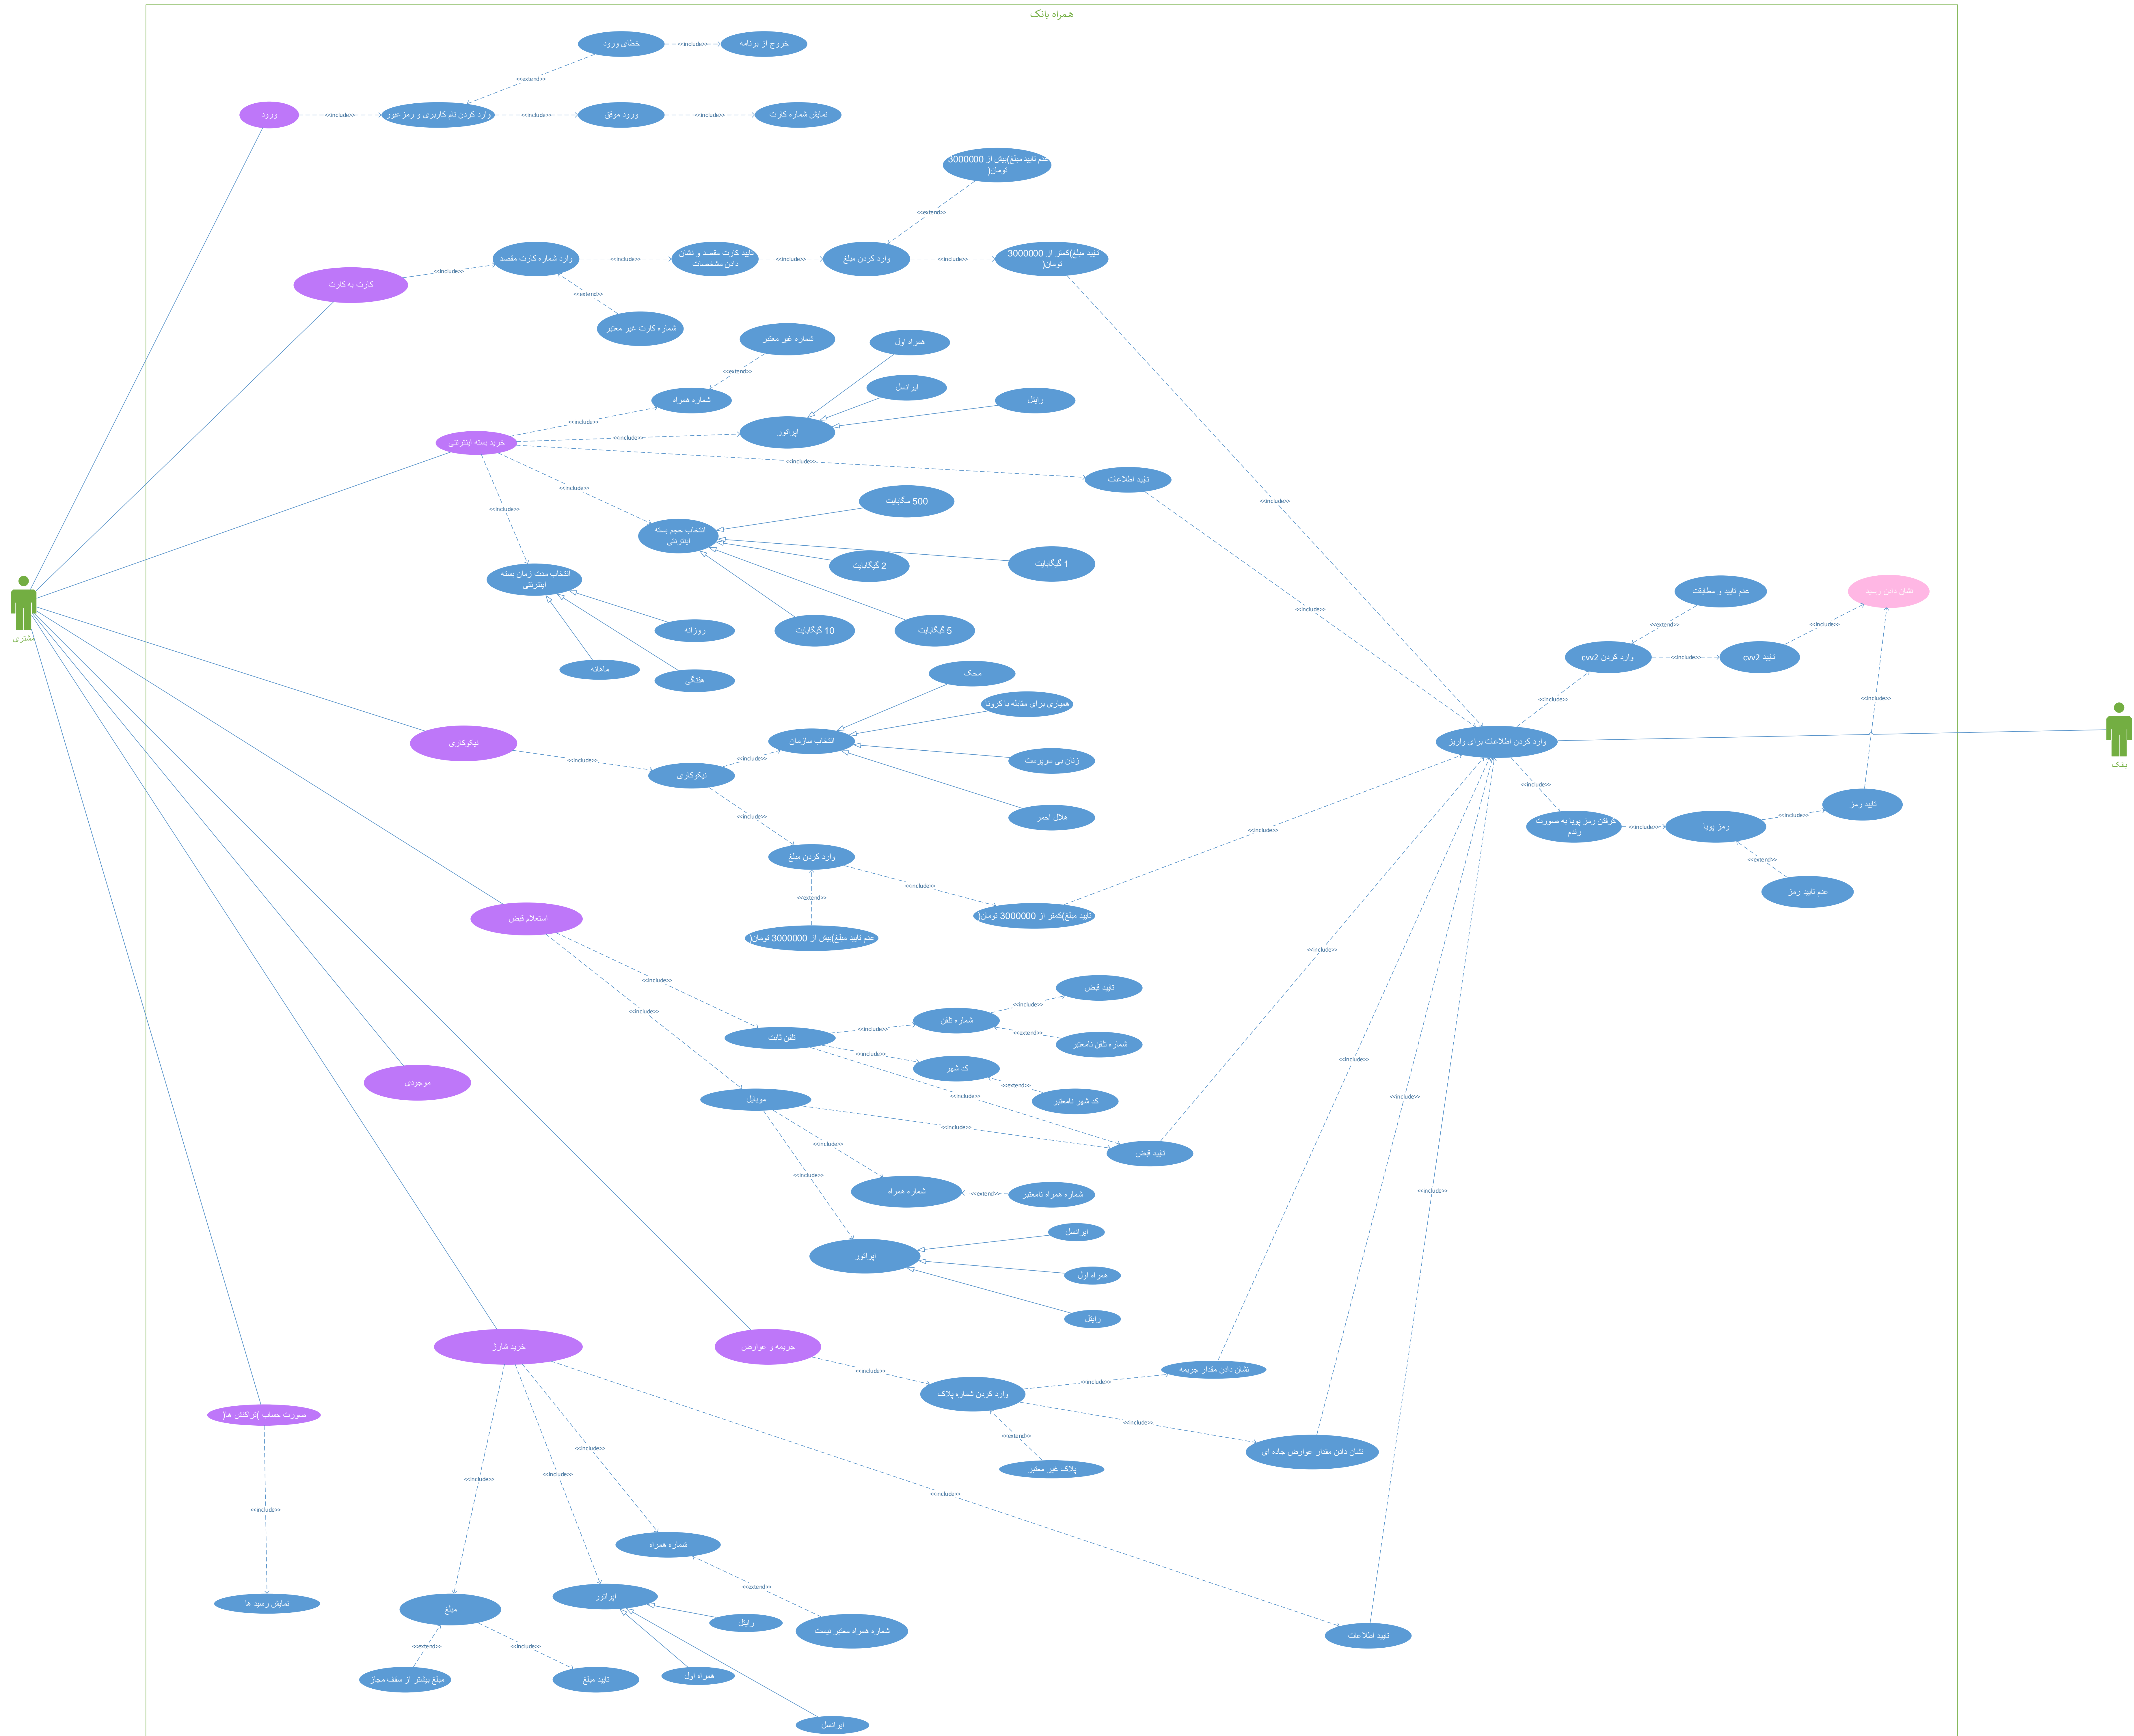 همراه بانک
خطای ورود
<<include>>
خروج از برنامه
<<extend>>
ورود
<<include>>
وارد کردن نام کاربری و رمز عبور
<<include>>
ورود موفق
<<include>>
نمایش شماره کارت
عدم تایید مبلغ)بیش از 3000000
تومان(
<<extend>>
کارت به کارت
<<include>>
وارد شماره کارت مقصد
<<include>>
تایید کارت مقصد و نشان
دادن مشخصات
<<include>>
وارد کردن مبلغ
<<include>>
تایید مبلغ)کمتر از 3000000
تومان(
<<extend>>
شماره کارت غیر معتبر
<<include>>
شماره غیر معتبر
<<extend>>
همراه اول
ایرانسل
رایتل
شماره همراه
<<include>>
اپراتور
<<include>>
خرید بسته اینترنتی
<<include>>
تایید اطلاعات
<<include>>
<<include>>
500 مگابایت
<<include>>
انتخاب حجم بسته
اینترنتی
1 گیگابایت
2 گیگابایت
انتخاب مدت زمان بسته
اینترنتی
10 گیگابایت
5 گیگابایت
روزانه
ماهانه
هفتگی
مشتری
<<include>>
عدم تایید و مطابقت
<<extend>>
نشان دادن رسید
<<include>>
وارد کردن cvv2
<<include>>
تایید cvv2
<<include>>
<<include>>
محک
همیاری برای مقابله با کرونا
انتخاب سازمان
زنان بی سرپرست
هلال احمر
نیکوکاری
<<include>>
نیکوکاری
<<include>>
<<include>>
وارد کردن مبلغ
<<extend>>
<<include>>
عدم تایید مبلغ)بیش از 3000000 تومان(
تایید مبلغ)کمتر از 3000000 تومان(
<<include>>
وارد کردن اطلاعات برای واریز
بانک
<<include>>
گرفتن رمز پویا به صورت
رندم
<<include>>
رمز پویا
<<include>>
تایید رمز
<<extend>>
عدم تایید رمز
استعلام قبض
<<include>>
<<include>>
تلفن ثابت
<<include>>
شماره تلفن
<<include>>
تایید قبض
<<extend>>
شماره تلفن نامعتبر
<<include>>
کد شهر
<<extend>>
کد شهر نامعتبر
<<include>>
موبایل
<<include>>
تایید قبض
<<include>>
<<include>>
شماره همراه
<<extend>>
شماره همراه نامعتبر
<<include>>
اپراتور
ایرانسل
همراه اول
رایتل
موجودی
جریمه و عوارض
<<include>>
وارد کردن شماره پلاک
<<include>>
نشان دادن مقدار جریمه
<<include>>
<<include>>
نشان دادن مقدار عوارض جاده ای
<<include>>
<<extend>>
پلاک غیر معتبر
خرید شارژ
<<include>>
<<include>>
<<include>>
<<include>>
شماره همراه
<<extend>>
شماره همراه معتبر نیست
اپراتور
رایتل
همراه اول
ایرانسل
مبلغ
<<extend>>
مبلغ بیشتر از سقف مجاز
<<include>>
تایید مبلغ
تایید اطلاعات
<<include>>
صورت حساب )تراکنش ها(
<<include>>
نمایش رسید ها